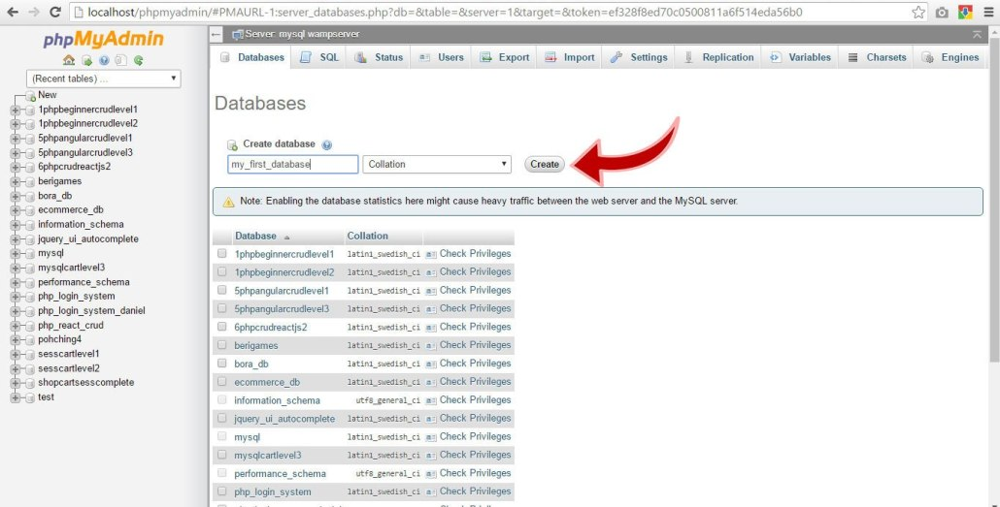 localhost/phpmyadmin/#PMAURL-1:server_databases.php?db=&table=&server=1&target=&token=ef328f8ed70c0500811a6f514eda56b0
phpMyAdmin
(Recent tables) ...
New
1phpbeginnercrudlevel1
1phpbeginnercrudlevel2
5phpangularcrudlevel1
5phpangularcrudlevel3
6phpcrudreactjs2
berigames
bora_db
ecommerce_db
information_schema
jquery_ui_autocomplete
mysql
mysqlcartlevel3
performance_schema
php_login_system
php_login_system_daniel
php_react_crud
pohching4
sesscartlevel1
sesscartlevel2
shopcartsesscomplete
test
Server: mysql wampserver
Databases SQL Status Users Export Import Settings Replication Variables Charsets Engines
Databases
Create database
my_first_database Collation Create
Note: Enabling the database statistics here might cause heavy traffic between the web server and the MySQL server.
Database Collation
1phpbeginnercrudlevel1 latin1_swedish_ci Check Privileges
1phpbeginnercrudlevel2 latin1_swedish_ci Check Privileges
5phpangularcrudlevel1 latin1_swedish_ci Check Privileges
5phpangularcrudlevel3 latin1_swedish_ci Check Privileges
6phpcrudreactjs2 latin1_swedish_ci Check Privileges
berigames latin1_swedish_ci Check Privileges
bora_db latin1_swedish_ci Check Privileges
ecommerce_db latin1_swedish_ci Check Privileges
information_schema utf8_general_ci Check Privileges
jquery_ui_autocomplete latin1_swedish_ci Check Privileges
mysql latin1_swedish_ci Check Privileges
mysqlcartlevel3 latin1_swedish_ci Check Privileges
performance_schema utf8_general_ci Check Privileges
php_login_system latin1_swedish_ci Check Privileges